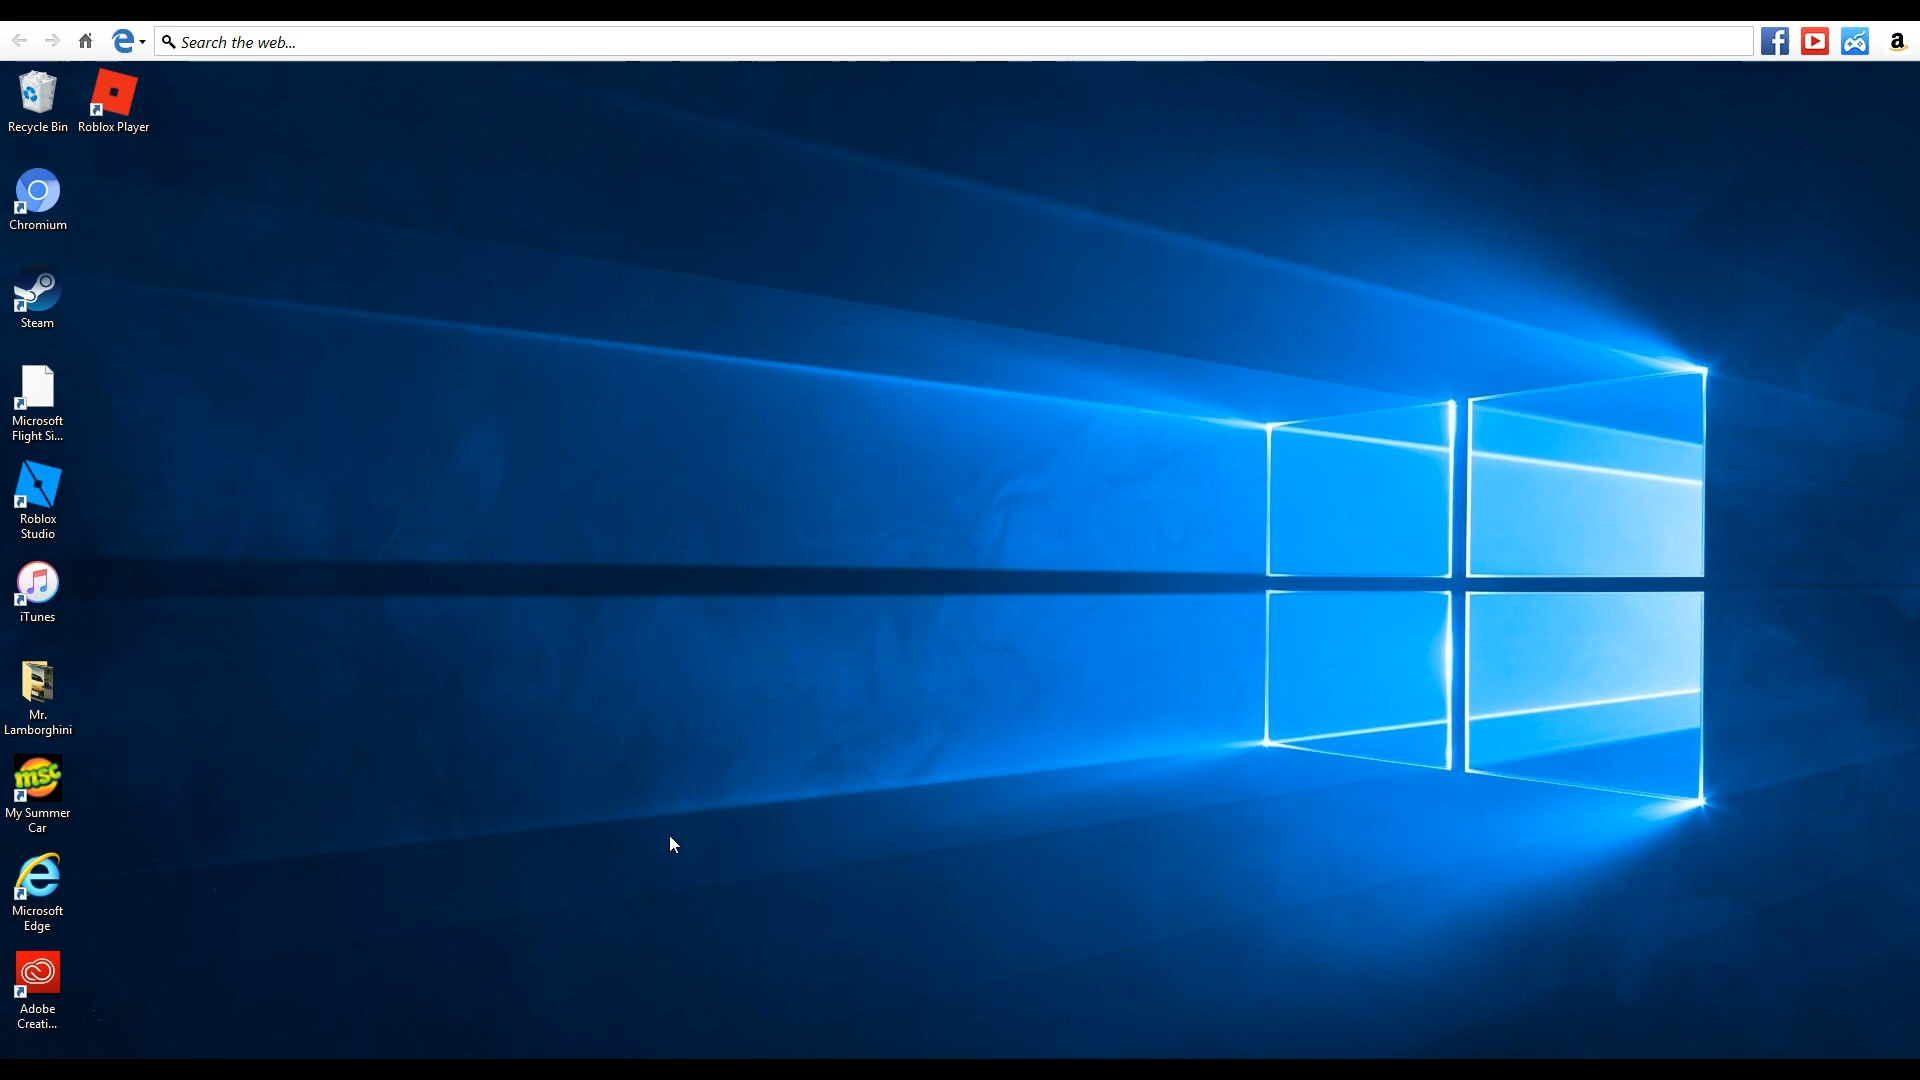 Search the web...
f
a
Recycle Bin
Roblox Player
Chromium
Steam
Microsoft
Flight Si...
Roblox
Studio
iTunes
Mr.
Lamborghini
msc
My Summer
Car
Microsoft
Edge
Adobe
Creati...